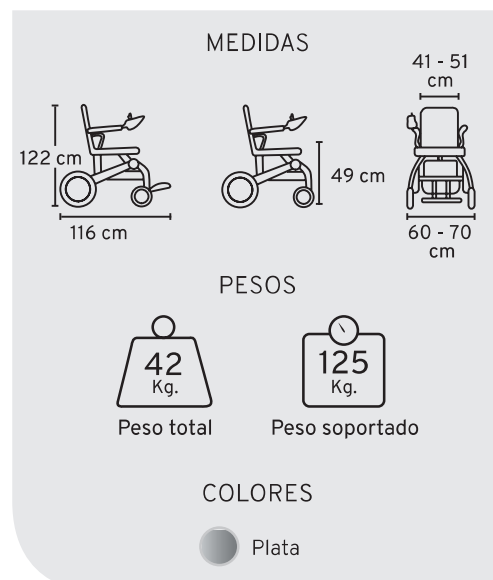 MEDIDAS
41 - 51
cm
122 cm
49 cm
116 cm
60 - 70
cm
PESOS
42
Kg.
125
Kg.
Peso total
Peso soportado
COLORES
Plata